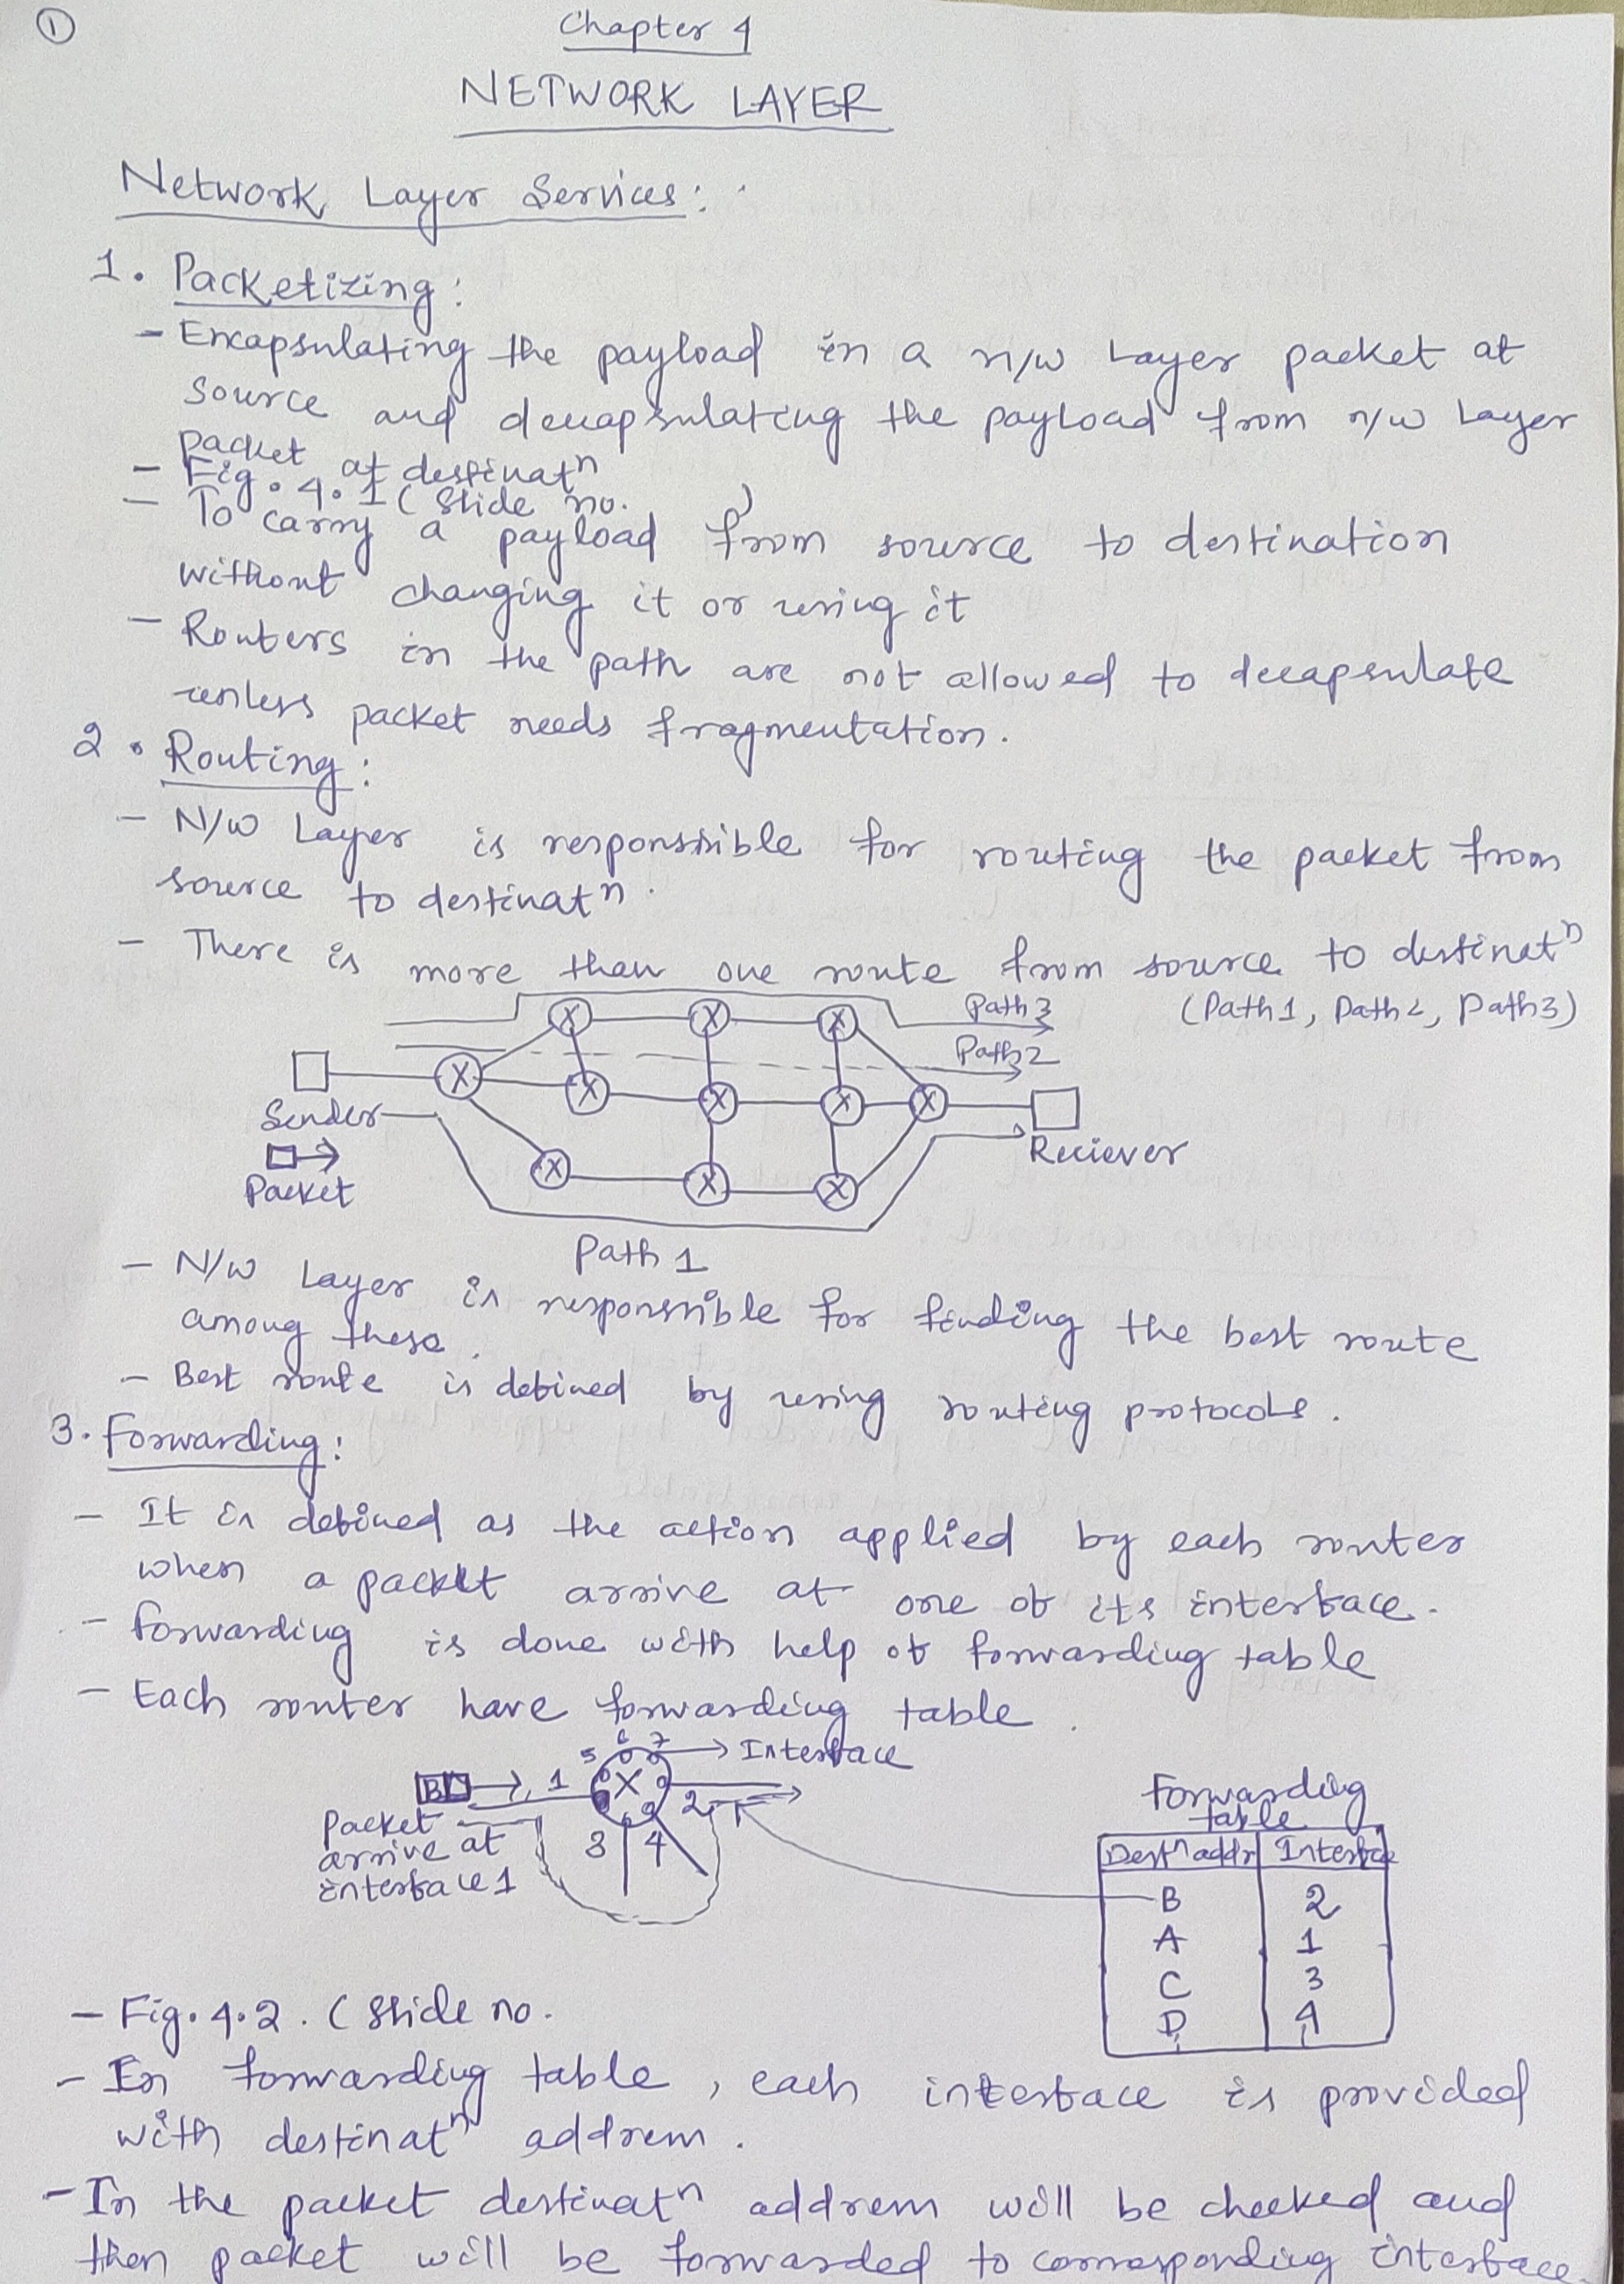 1
Chapter 4
NETWORK LAYER
Network Layer Services:
1. Packetizing:
- Encapsulating the payload in a n/w Layer packet at
source and decapsulating the payload from n/w Layer
packet at destinatⁿ
- Fig. 4.1 (Slide no. )
- To carry a payload from source to destination
without changing it or using it
- Routers in the path are not allowed to decapsulate
unless packet needs fragmentation.
2. Routing:
- N/w Layer is responsible for routing the packet from
source to destinatⁿ.
- There is more than one route from source to destinatⁿ
(Path1, Path2, Path3)
Path 3
Path2
Sender
Packet
Reciever
Path 1
- N/w Layer is responsible for finding the best route
among these.
- Best route is defined by using routing protocols.
3. Forwarding:
- It is defined as the action applied by each router
when a packet arrive at one of its interface.
- Forwarding is done with help of forwarding table
- Each router have forwarding table.
5 6 7 Interface
B 1 X 2
3 4
Packet
arrive at
interface 1
Forwarding
table
Destⁿ addr Interface
B 2
A 1
C 3
D 4
- Fig. 4.2. (Slide no.
- In forwarding table, each interface is provided
with destinatⁿ address.
- In the packet destinatⁿ address will be checked and
then packet will be forwarded to corresponding interface.